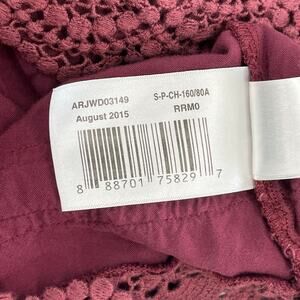 ARJWD03149 S-P-CH-160/80A
August 2015 RRM0
8 88701 75829 7